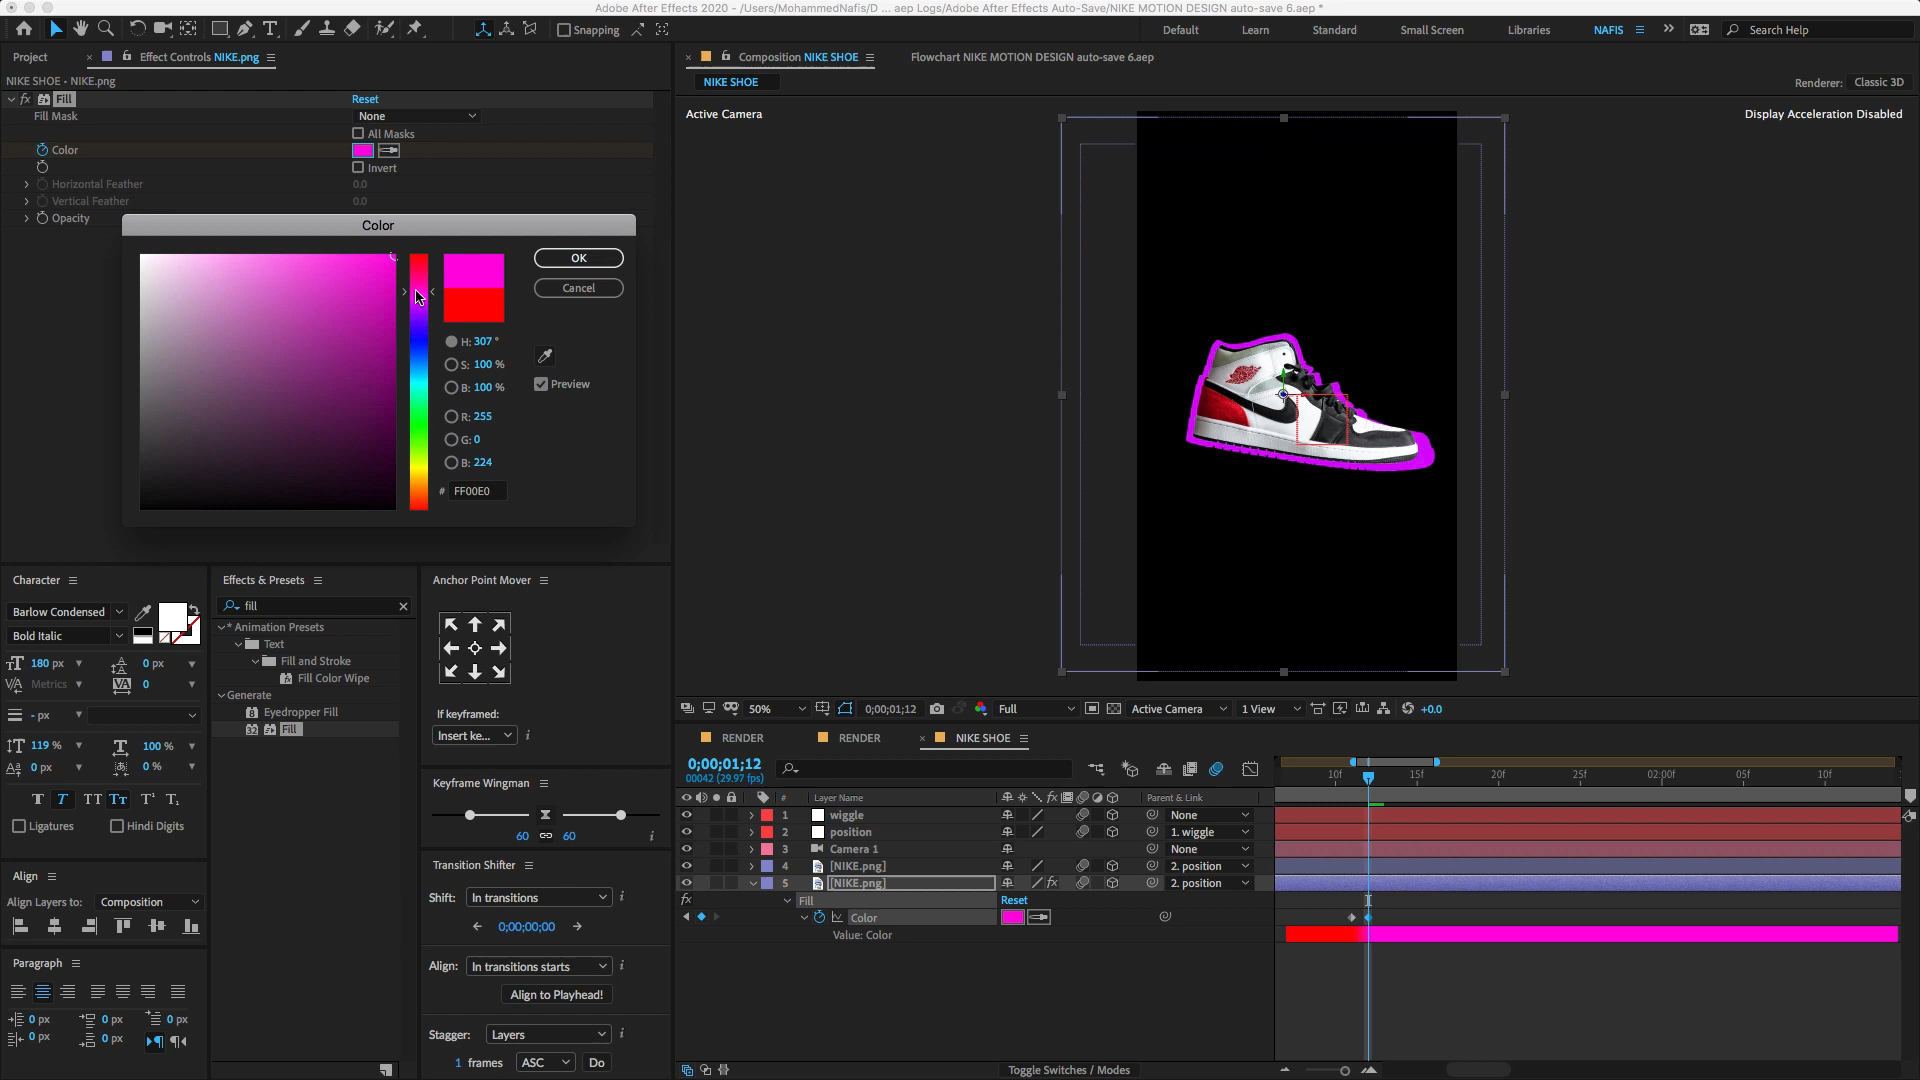 Adobe After Effects 2020 - /Users/MohammedNafis/D ... aep Logs/Adobe After Effects Auto-Save/NIKE MOTION DESIGN auto-save 6.aep *
Snapping
Default
Learn
Standard
Small Screen
Libraries
NAFIS
Search Help
Project
Effect Controls NIKE.png
Composition NIKE SHOE
Flowchart NIKE MOTION DESIGN auto-save 6.aep
NIKE SHOE • NIKE.png
NIKE SHOE
Renderer: Classic 3D
fx Fill
Reset
Fill Mask
None
All Masks
Color
Invert
Horizontal Feather
0.0
Vertical Feather
0.0
Opacity
Active Camera
Display Acceleration Disabled
Color
OK
Cancel
H: 307 °
S: 100 %
B: 100 %
Preview
R: 255
G: 0
B: 224
# FF00E0
Character
Barlow Condensed
Bold Italic
180 px
0 px
Metrics
0
- px
119 %
100 %
0 px
0 %
Ligatures
Hindi Digits
Align
Align Layers to: Composition
Paragraph
0 px
0 px
0 px
0 px
0 px
Effects & Presets
fill
* Animation Presets
Text
Fill and Stroke
Fill Color Wipe
Generate
Eyedropper Fill
Fill
Anchor Point Mover
If keyframed:
Insert ke...
Keyframe Wingman
60
60
Transition Shifter
Shift: In transitions
0;00;00;00
Align: In transitions starts
Align to Playhead!
Stagger: Layers
1 frames ASC Do
50%
0;00;01;12
Full
Active Camera
1 View
+0.0
RENDER
RENDER
NIKE SHOE
0;00;01;12
00042 (29.97 fps)
10f
15f
20f
25f
02:00f
05f
10f
#
Layer Name
fx
Parent & Link
1 wiggle None
2 position 1. wiggle
3 Camera 1 None
4 [NIKE.png] 2. position
5 [NIKE.png] fx 2. position
fx Fill Reset
Color
Value: Color
Toggle Switches / Modes